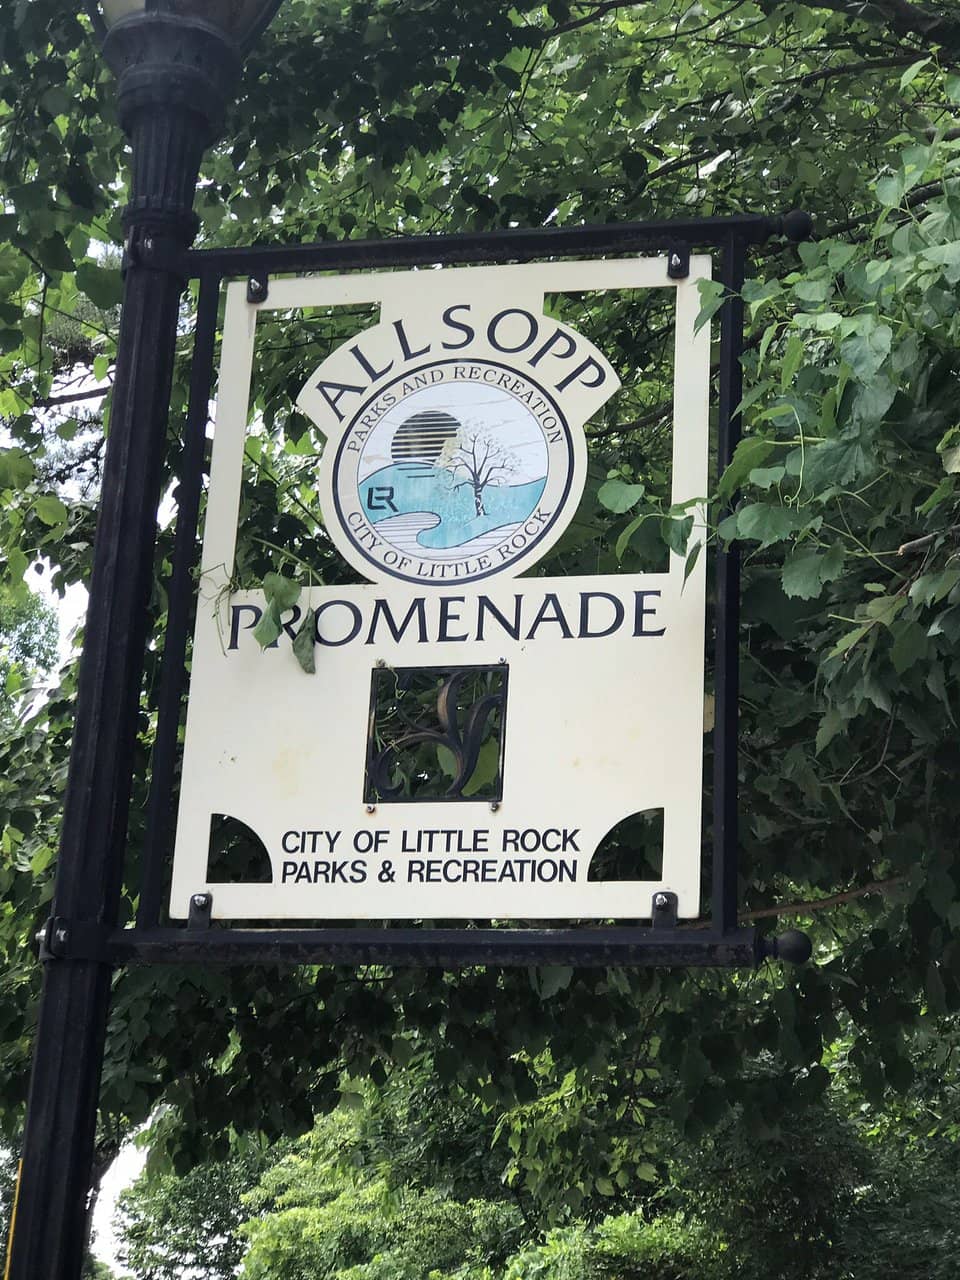 ALLSOPP
PARKS AND RECREATION
LR
CITY OF LITTLE ROCK
PROMENADE
CITY OF LITTLE ROCK
PARKS & RECREATION